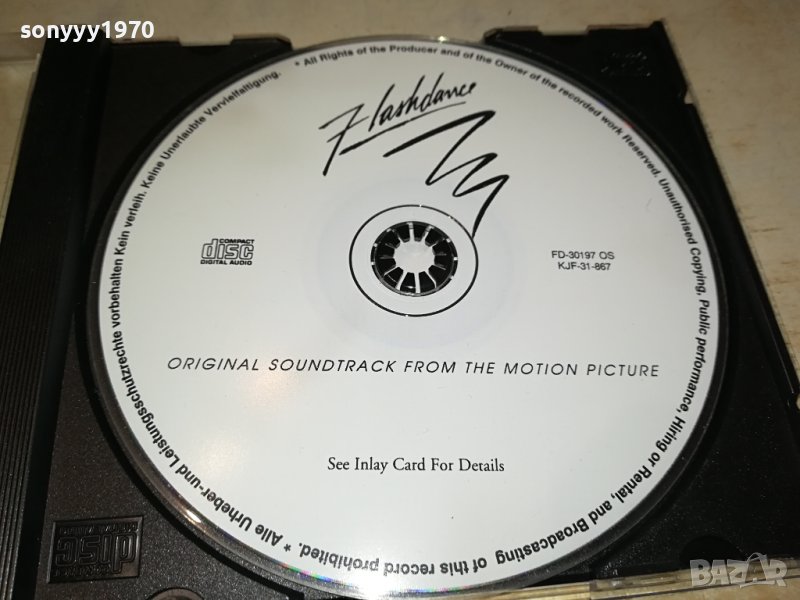 sonyyy1970
* All Rights of the Producer and of the Owner of the recorded work Reserved. Unauthorised Copying, Public performance, Hiring or Rental, and Broadcasting of this record prohibited. * Alle Urheber-und Leistungsschutzrechte vorbehalten Kein verleih. Keine Unerlaubte Vervielfaltigung.
Flashdance
COMPACT
disc
DIGITAL AUDIO
FD-30197 OS
KJF-31-867
ORIGINAL SOUNDTRACK FROM THE MOTION PICTURE
See Inlay Card For Details
disc
BAZAR